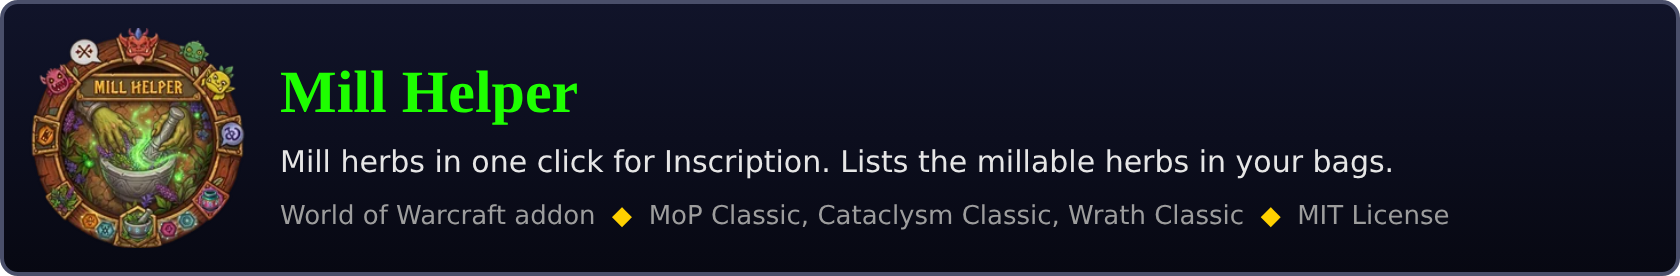 MILL HELPER
Mill Helper
Mill herbs in one click for Inscription. Lists the millable herbs in your bags.
World of Warcraft addon ◆ MoP Classic, Cataclysm Classic, Wrath Classic ◆ MIT License